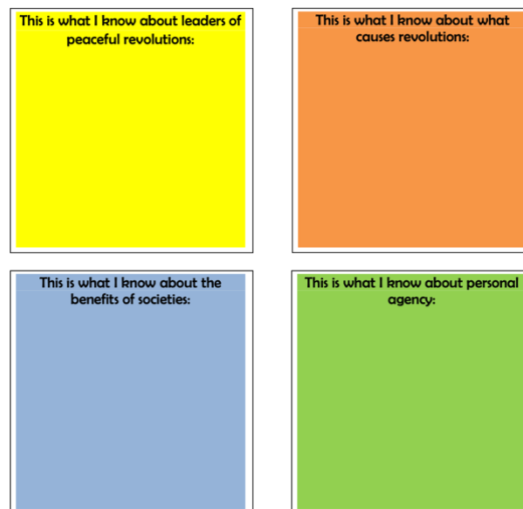 This is what I know about leaders of
peaceful revolutions:
This is what I know about what
causes revolutions:
This is what I know about the
benefits of societies:
This is what I know about personal
agency: